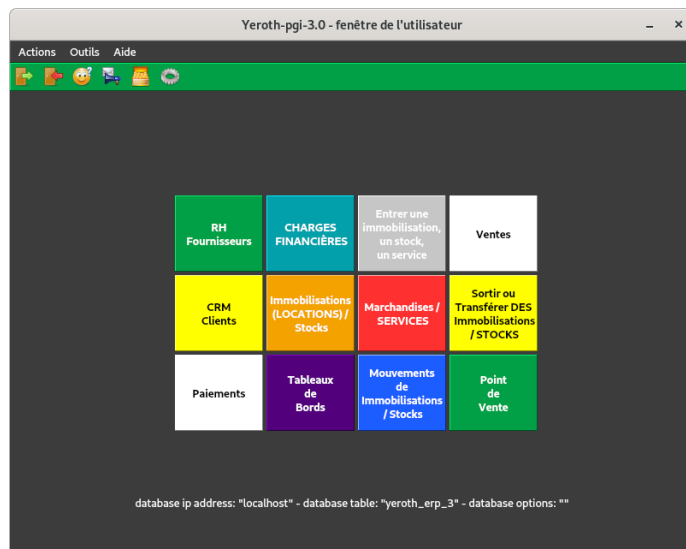 Yeroth-pgi-3.0 - fenêtre de l'utilisateur
Actions Outils Aide
RH
Fournisseurs
CHARGES
FINANCIÈRES
Entrer une
immobilisation,
un stock,
un service
Ventes
CRM
Clients
Immobilisations
(LOCATIONS) /
Stocks
Marchandises /
SERVICES
Sortir ou
Transférer DES
Immobilisations
/ STOCKS
Paiements
Tableaux
de
Bords
Mouvements
de
Immobilisations
/ Stocks
Point
de
Vente
database ip address: "localhost" - database table: "yeroth_erp_3" - database options: ""